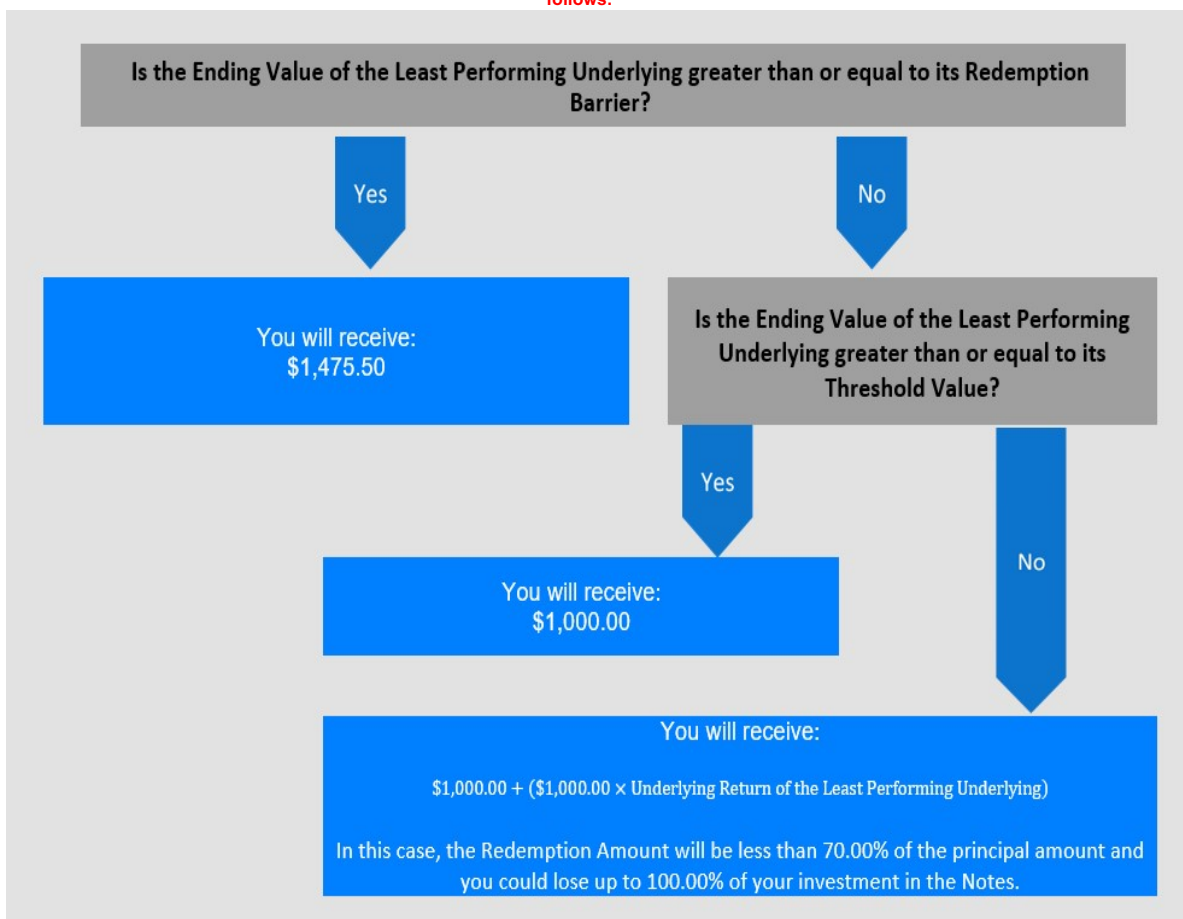 follows:
Is the Ending Value of the Least Performing Underlying greater than or equal to its Redemption
Barrier?
Yes
No
You will receive:
$1,475.50
Is the Ending Value of the Least Performing
Underlying greater than or equal to its
Threshold Value?
Yes
No
You will receive:
$1,000.00
You will receive:
$1,000.00 + ($1,000.00 × Underlying Return of the Least Performing Underlying)
In this case, the Redemption Amount will be less than 70.00% of the principal amount and
you could lose up to 100.00% of your investment in the Notes.